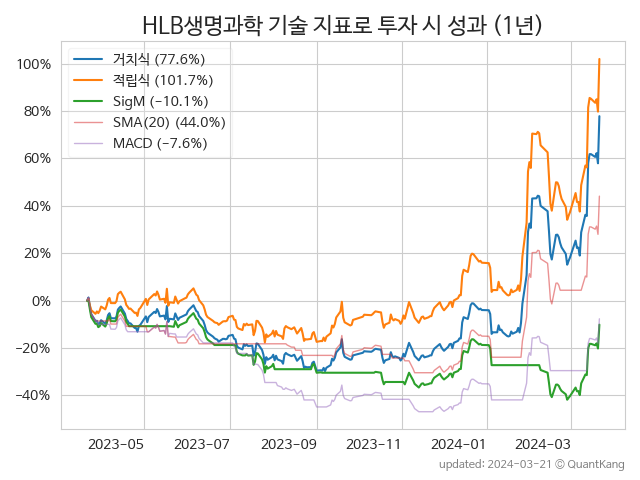 HLB생명과학 기술 지표로 투자 시 성과 (1년)
거치식 (77.6%)
적립식 (101.7%)
SigM (−10.1%)
SMA(20) (44.0%)
MACD (−7.6%)
100%
80%
60%
40%
20%
0%
−20%
−40%
2023-05
2023-07
2023-09
2023-11
2024-01
2024-03
updated: 2024-03-21 © QuantKang